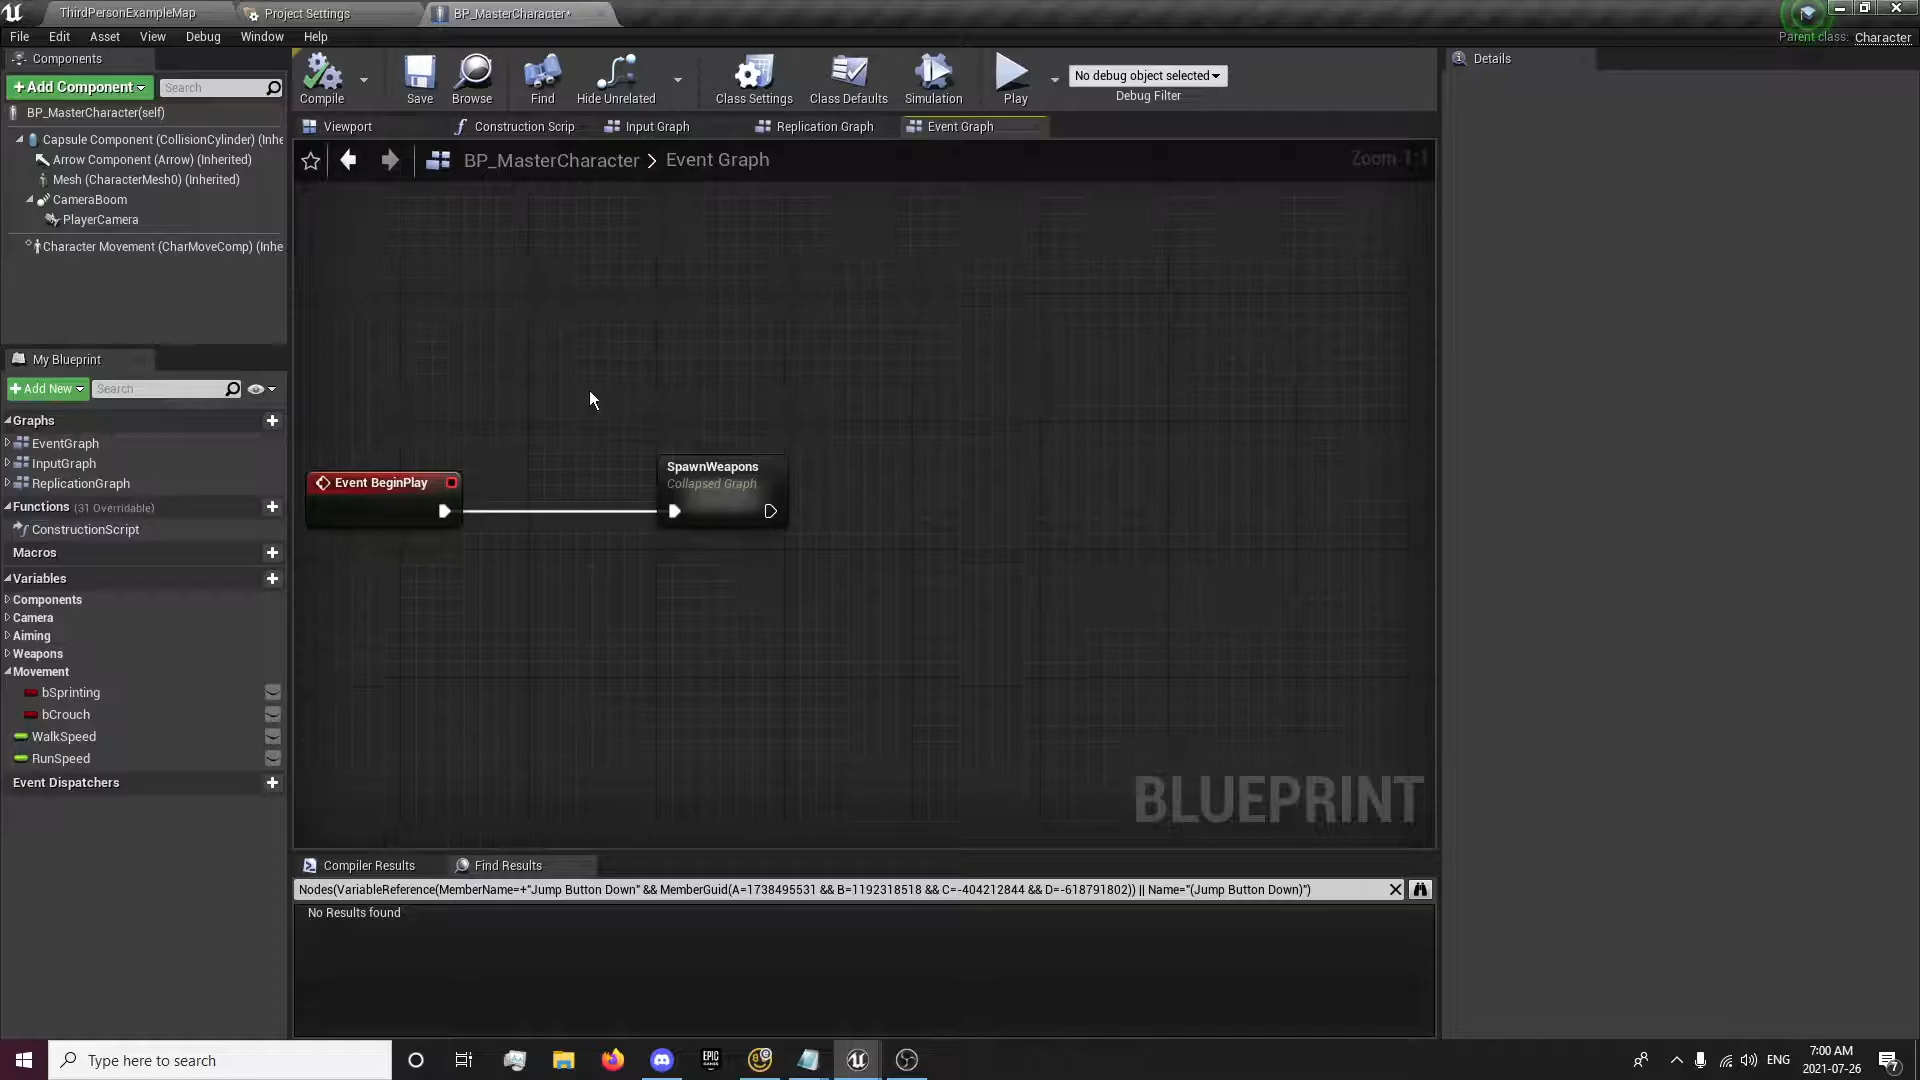 ThirdPersonExampleMap
Project Settings
BP_MasterCharacter*
File Edit Asset View Debug Window Help
Parent class: Character
Components
+Add Component
Search
BP_MasterCharacter(self)
Capsule Component (CollisionCylinder) (Inhe
Arrow Component (Arrow) (Inherited)
Mesh (CharacterMesh0) (Inherited)
CameraBoom
PlayerCamera
Character Movement (CharMoveComp) (Inhe
Compile
Save
Browse
Find
Hide Unrelated
Class Settings
Class Defaults
Simulation
Play
No debug object selected
Debug Filter
Details
Viewport
Construction Scrip
Input Graph
Replication Graph
Event Graph
BP_MasterCharacter > Event Graph
Zoom 1:1
Event BeginPlay
SpawnWeapons
Collapsed Graph
BLUEPRINT
My Blueprint
+Add New
Search
Graphs
EventGraph
InputGraph
ReplicationGraph
Functions (31 Overridable)
ConstructionScript
Macros
Variables
Components
Camera
Aiming
Weapons
Movement
bSprinting
bCrouch
WalkSpeed
RunSpeed
Event Dispatchers
Compiler Results
Find Results
Nodes(VariableReference(MemberName=+"Jump Button Down" && MemberGuid(A=1738495531 && B=1192318518 && C=-404212844 && D=-618791802)) || Name="(Jump Button Down)")
No Results found
Type here to search
EPIC
ENG
7:00 AM
2021-07-26
7